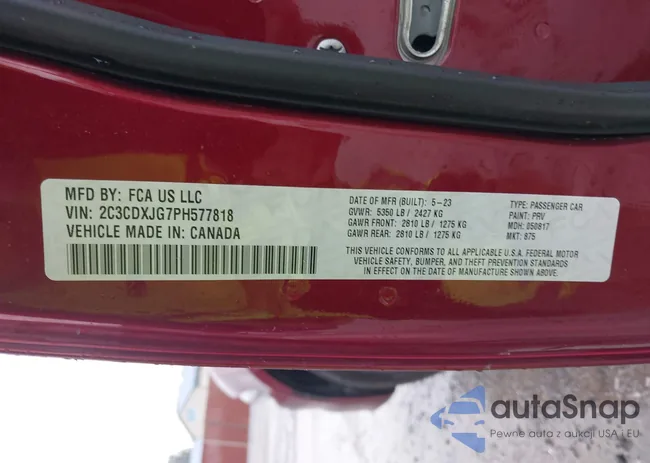 MFD BY: FCA US LLC
VIN: 2C3CDXJG7PH577818
VEHICLE MADE IN: CANADA
DATE OF MFR (BUILT): 5-23
GVWR: 5350 LB / 2427 KG
GAWR FRONT: 2810 LB / 1275 KG
GAWR REAR: 2810 LB / 1275 KG
TYPE: PASSENGER CAR
PAINT: PRV
MDH: 050817
MKT: 875
THIS VEHICLE CONFORMS TO ALL APPLICABLE U.S.A. FEDERAL MOTOR
VEHICLE SAFETY, BUMPER, AND THEFT PREVENTION STANDARDS
IN EFFECT ON THE DATE OF MANUFACTURE SHOWN ABOVE.
autoSnap
Pewne auta z aukcji USA i EU